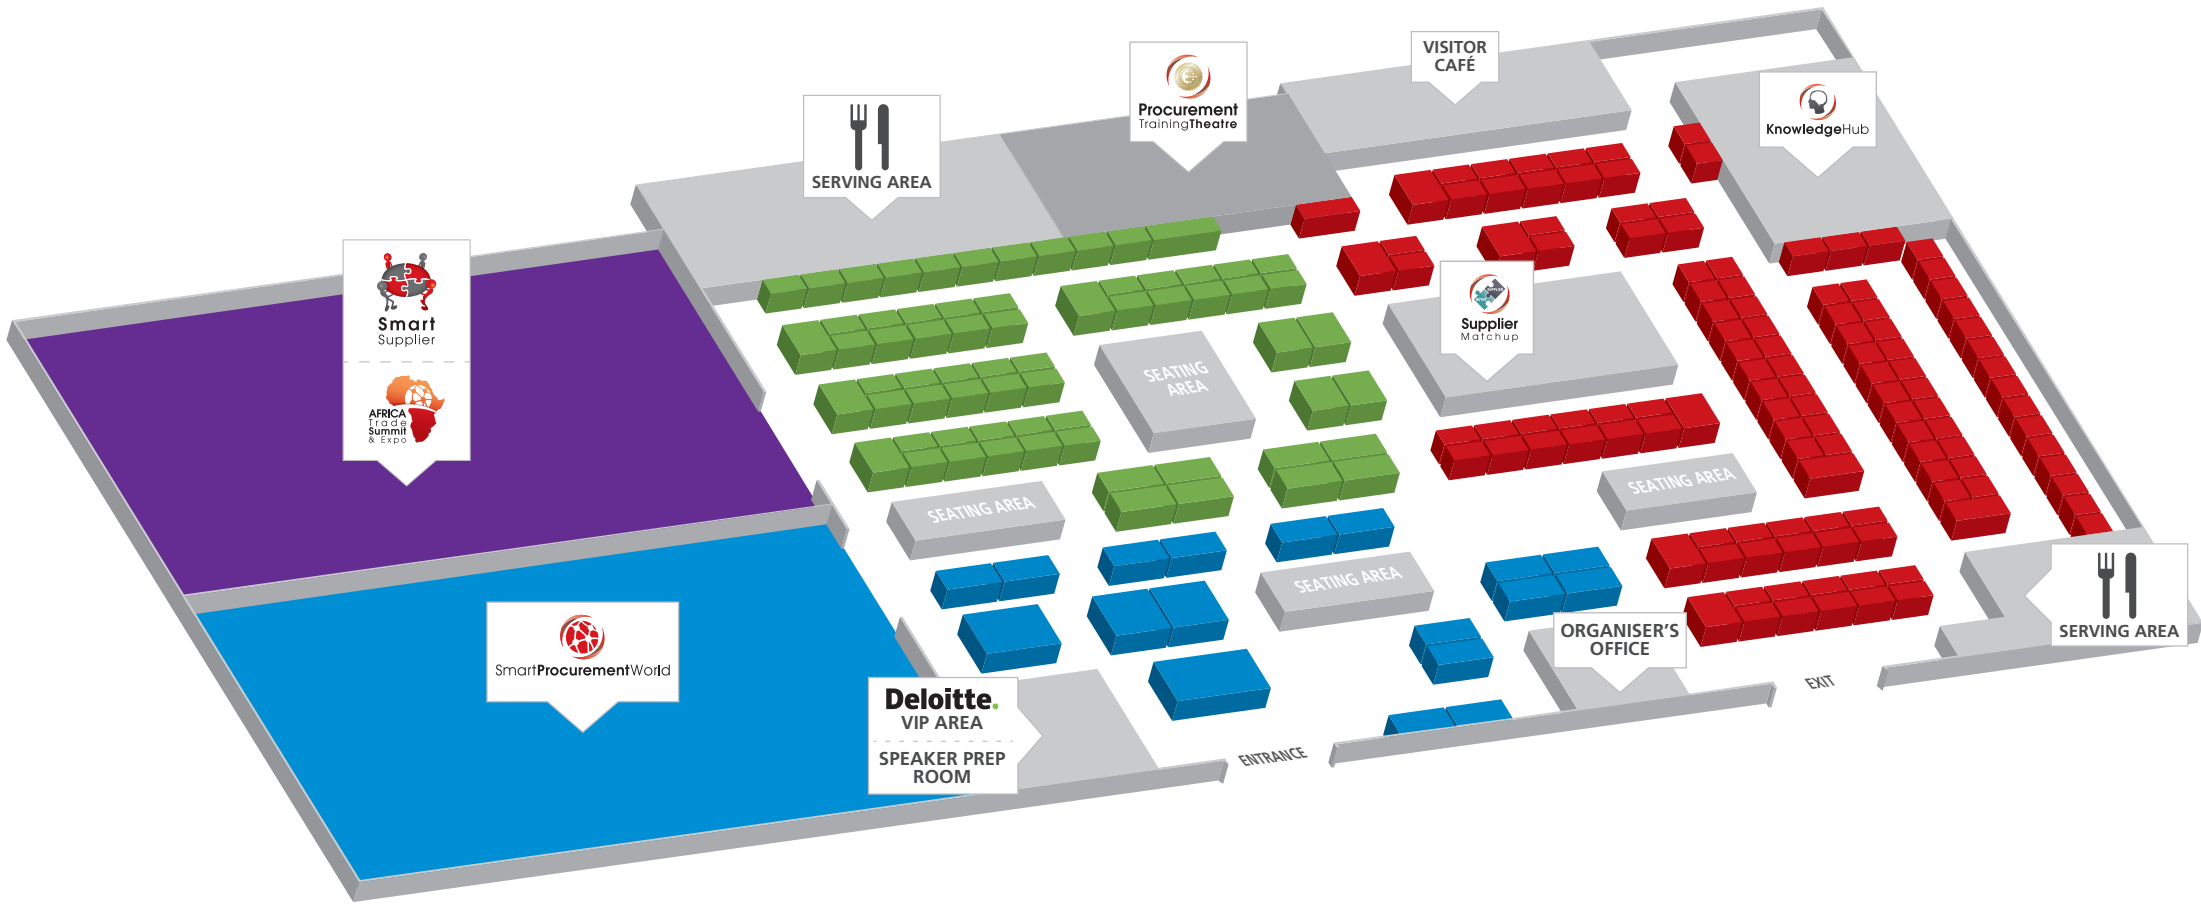 VISITOR
CAFÉ
Procurement
TrainingTheatre
KnowledgeHub
SERVING AREA
Smart
Supplier
AFRICA
Trade
Summit
& Expo
Supplier
Matchup
SEATING
AREA
SEATING AREA
SEATING AREA
SEATING AREA
SERVING AREA
ORGANISER'S
OFFICE
SmartProcurementWorld
Deloitte.
VIP AREA
SPEAKER PREP
ROOM
EXIT
ENTRANCE